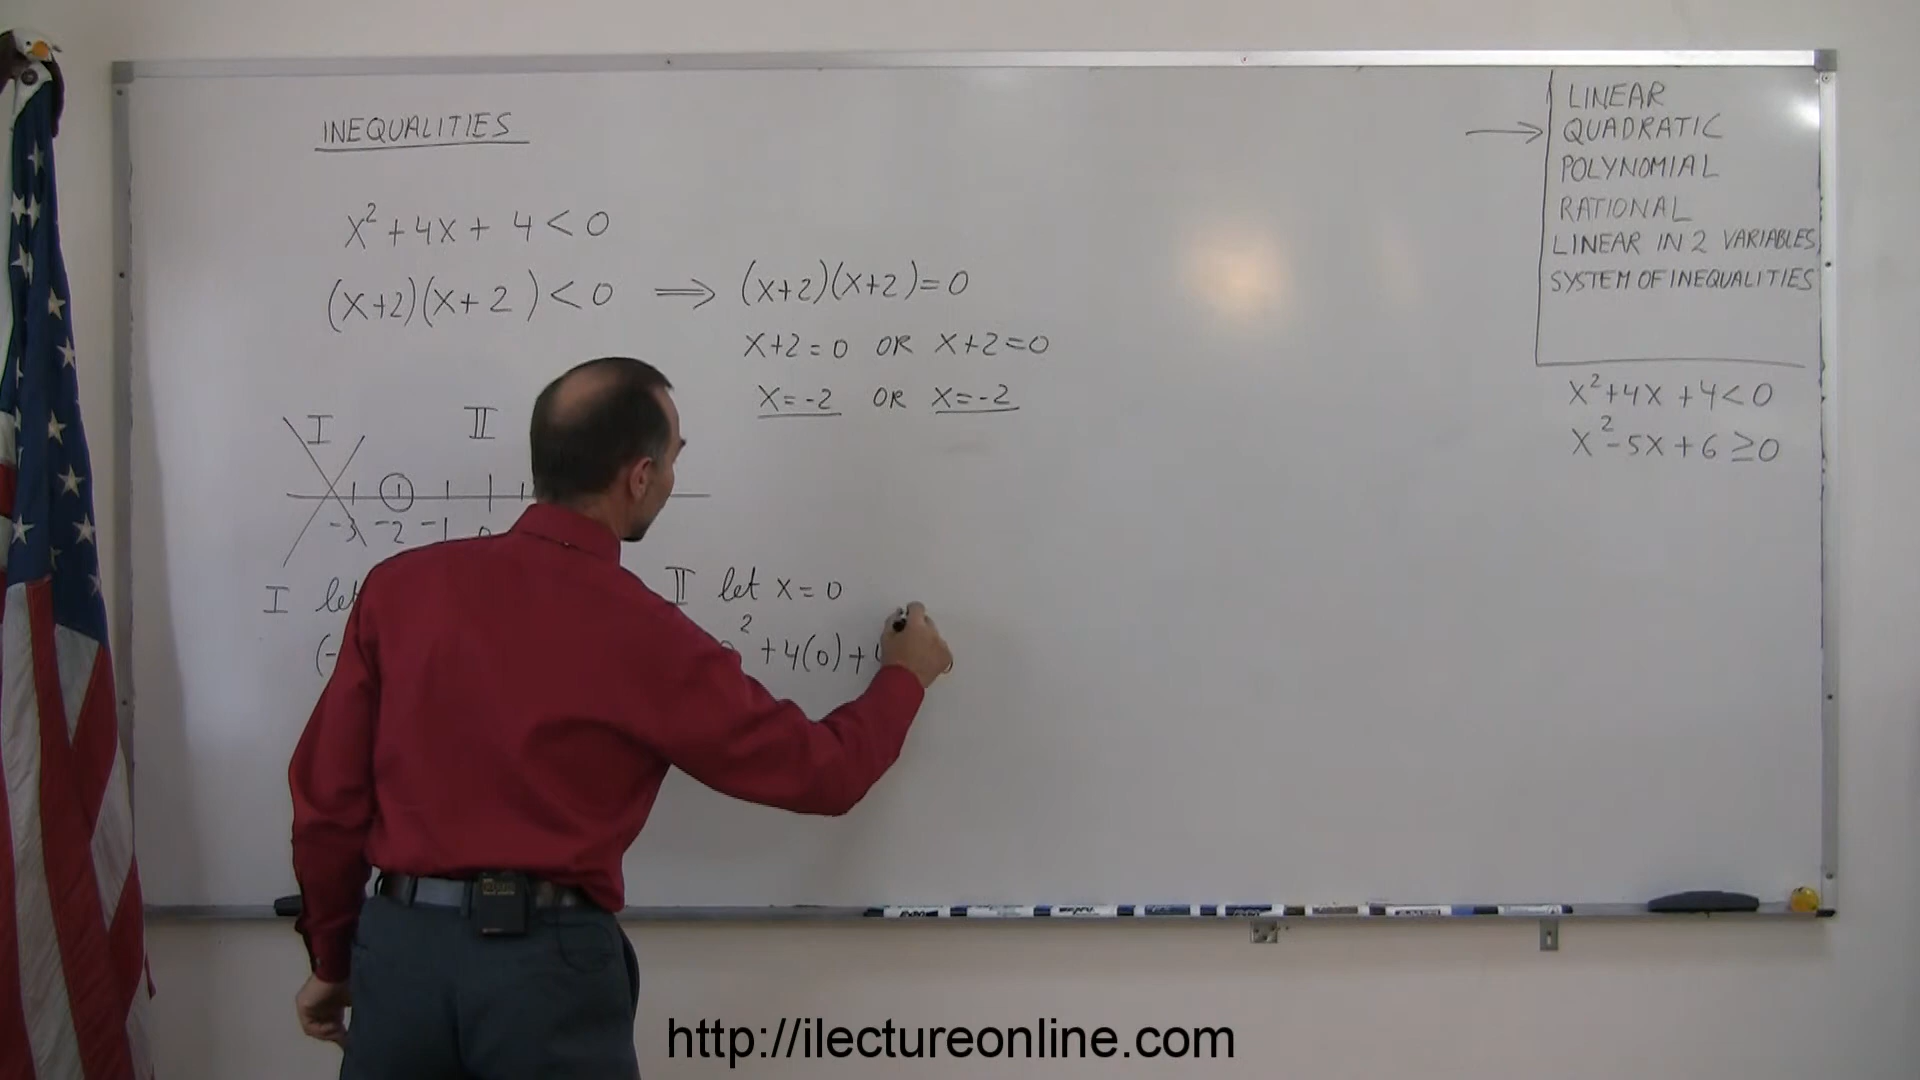 INEQUALITIES
x² + 4x + 4 < 0
(x+2)(x+2) < 0 ⟹ (x+2)(x+2) = 0
x+2=0 OR x+2=0
x=-2 OR x=-2
I II
-3 -2 -1 0
I let II let x = 0
(- ² + 4(0) +
LINEAR
→ QUADRATIC
POLYNOMIAL
RATIONAL
LINEAR IN 2 VARIABLES
SYSTEM OF INEQUALITIES
x² + 4x + 4 < 0
x² - 5x + 6 ≥ 0
http://ilectureonline.com